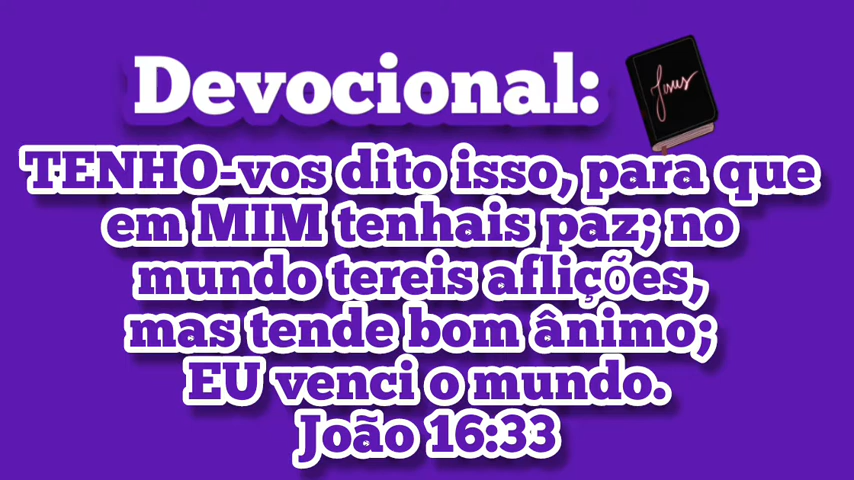 Devocional:
Jesus
TENHO-vos dito isso, para que
em MIM tenhais paz; no
mundo tereis aflições,
mas tende bom ânimo;
EU venci o mundo.
João 16:33